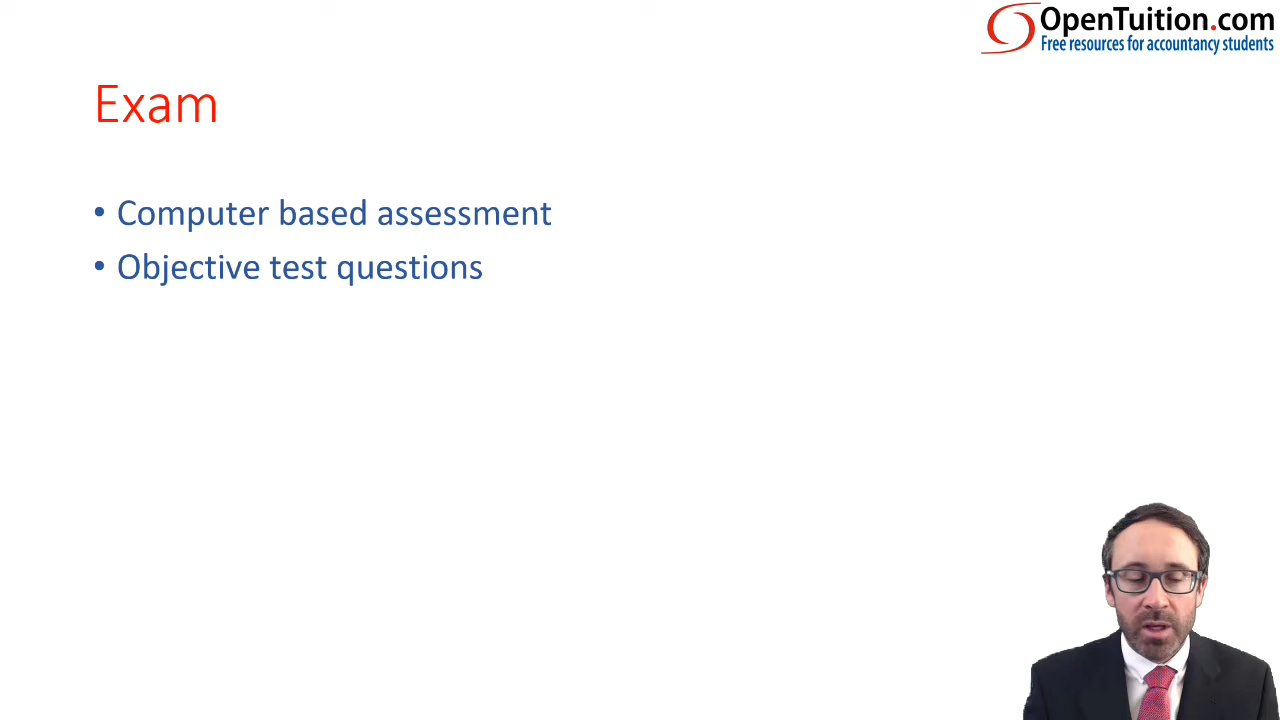 OpenTuition.com
Free resources for accountancy students
Exam
• Computer based assessment
• Objective test questions